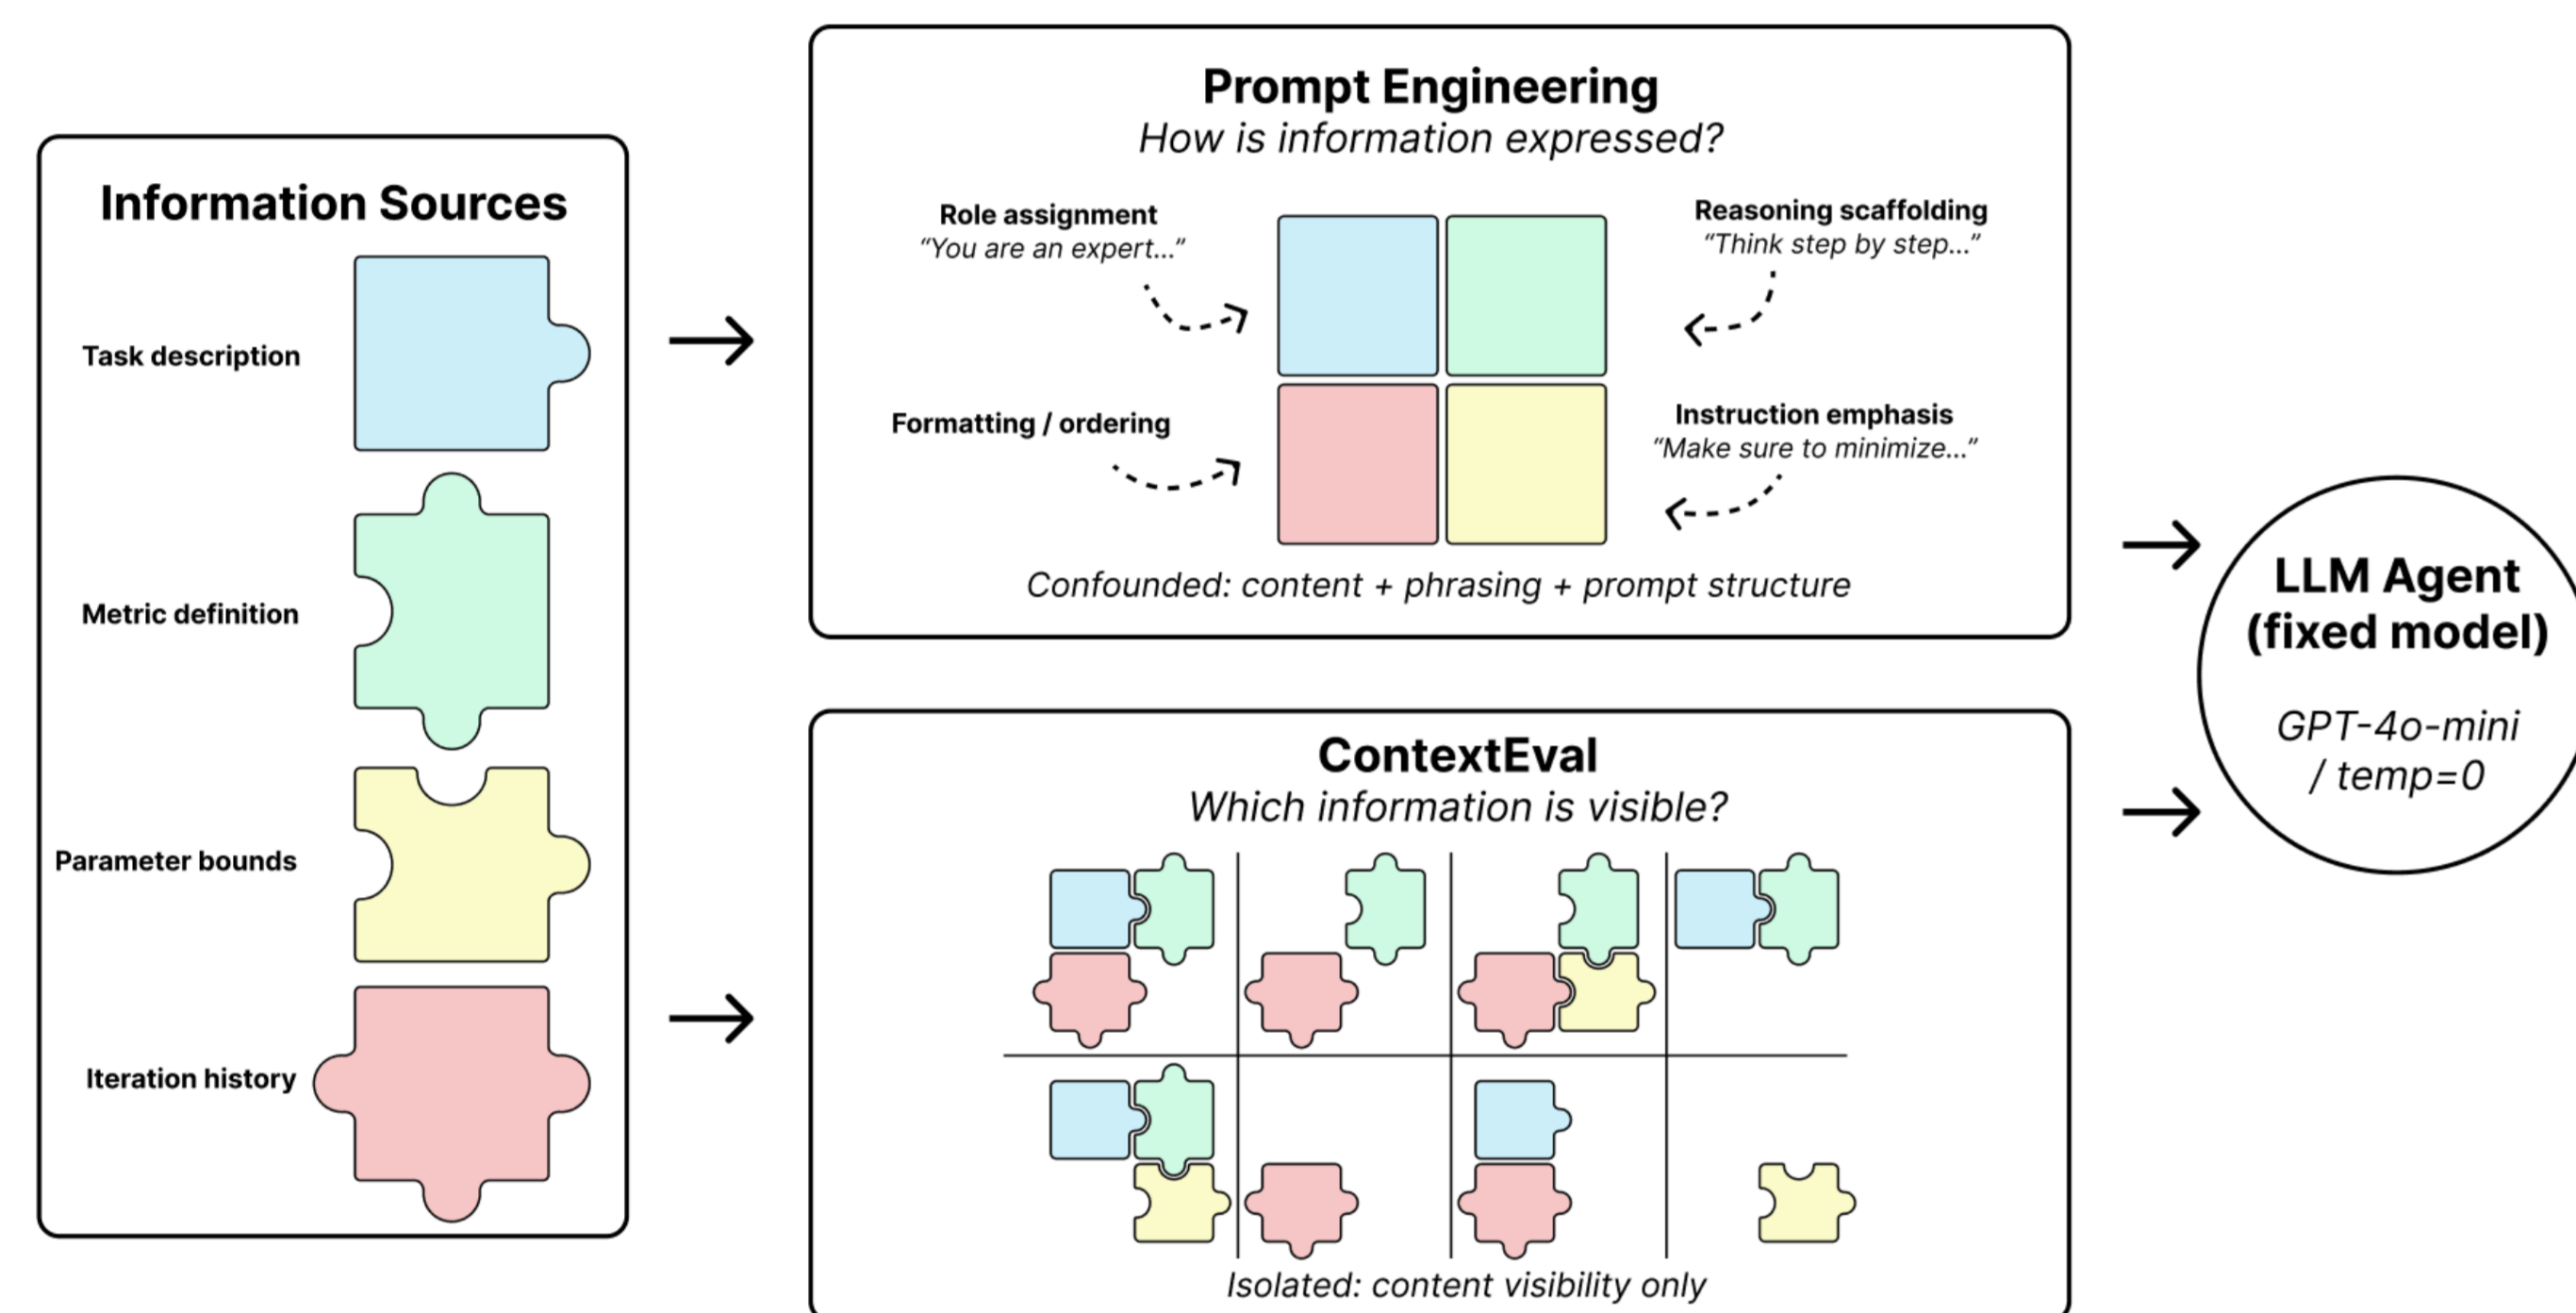 Information Sources
Task description
Metric definition
Parameter bounds
Iteration history
Prompt Engineering
How is information expressed?
Role assignment
“You are an expert...”
Reasoning scaffolding
“Think step by step...”
Formatting / ordering
Instruction emphasis
“Make sure to minimize...”
Confounded: content + phrasing + prompt structure
ContextEval
Which information is visible?
Isolated: content visibility only
LLM Agent
(fixed model)
GPT-4o-mini
/ temp=0